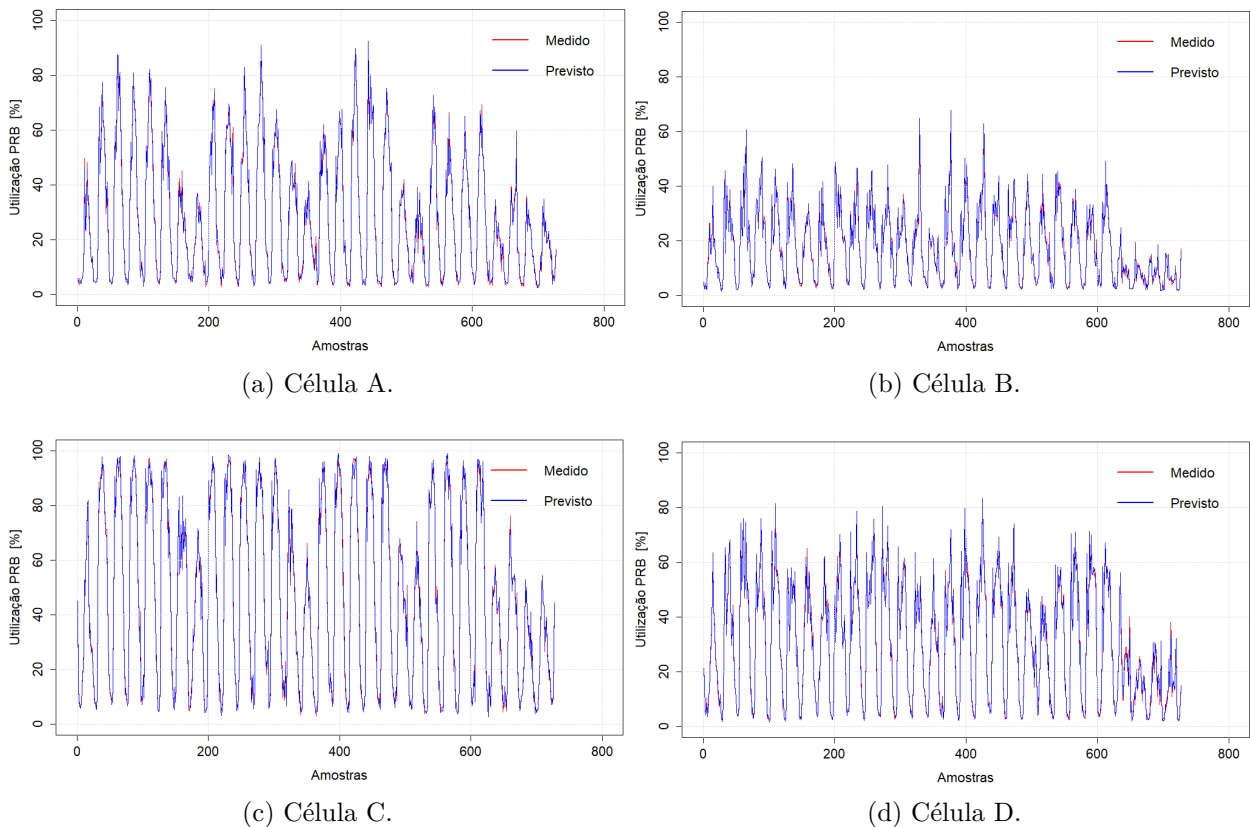 100
80
60
40
20
0
Utilização PRB [%]
Medido
Previsto
0
200
400
600
800
Amostras
(a) Célula A.
100
80
60
40
20
0
Utilização PRB [%]
Medido
Previsto
0
200
400
600
800
Amostras
(b) Célula B.
100
80
60
40
20
0
Utilização PRB [%]
Medido
Previsto
0
200
400
600
800
Amostras
(c) Célula C.
100
80
60
40
20
0
Utilização PRB [%]
Medido
Previsto
0
200
400
600
800
Amostras
(d) Célula D.